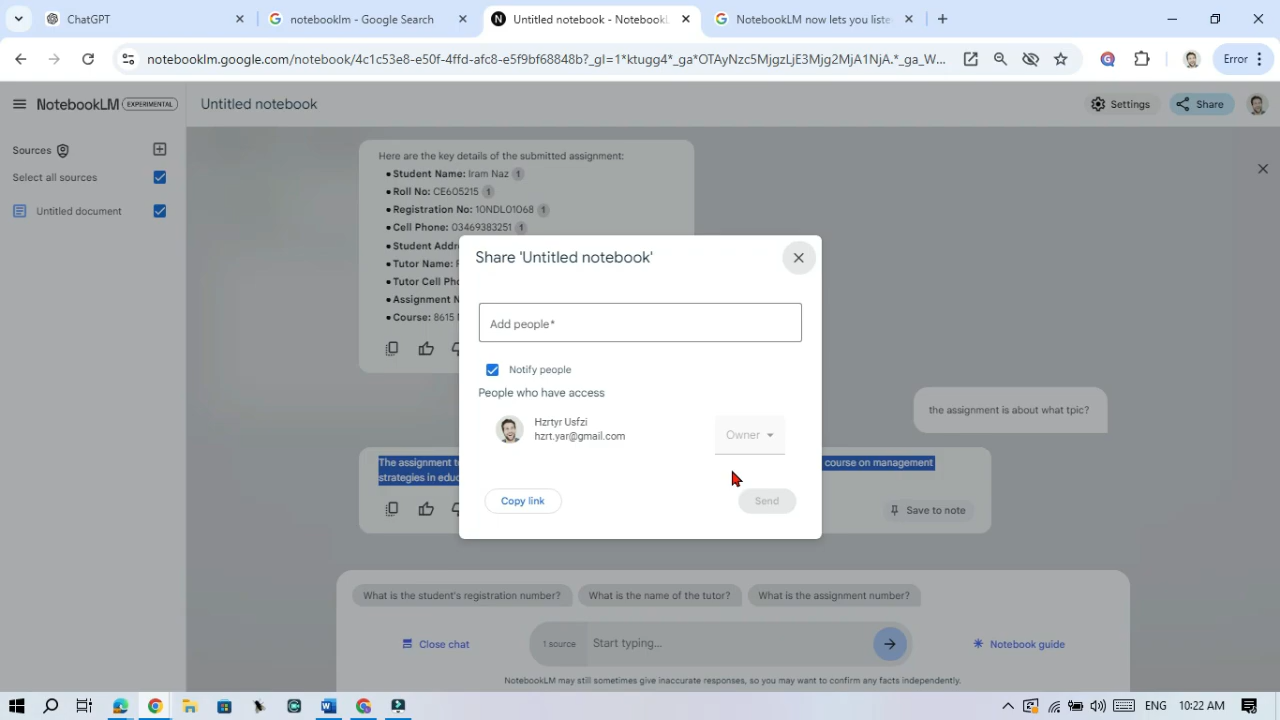 ChatGPT
notebooklm - Google Search
Untitled notebook - NotebookL
NotebookLM now lets you liste
notebooklm.google.com/notebook/4c1c53e8-e50f-4ffd-afc8-e5f9bf68848b?_gl=1*ktugg4*_ga*OTAyNzc5MjgzLjE3Mjg2MjA1NjA.*_ga_W...
Error
NotebookLM EXPERIMENTAL
Untitled notebook
Settings
Share
Sources
Select all sources
Untitled document
Here are the key details of the submitted assignment:
• Student Name: Iram Naz 1
• Roll No: CE605215 1
• Registration No: 10NDL01068 1
• Cell Phone: 03469383251 1
• Student Addre
• Tutor Name:
• Tutor Cell Ph
• Assignment N
• Course: 8615 M
Share 'Untitled notebook'
Add people*
Notify people
People who have access
Hzrtyr Usfzi
hzrt.yar@gmail.com
Owner
Copy link
Send
the assignment is about what tpic?
The assignment t
course on management
strategies in educ
Save to note
What is the student's registration number?
What is the name of the tutor?
What is the assignment number?
Close chat
1 source
Start typing...
Notebook guide
NotebookLM may still sometimes give inaccurate responses, so you may want to confirm any facts independently.
ENG
10:22 AM